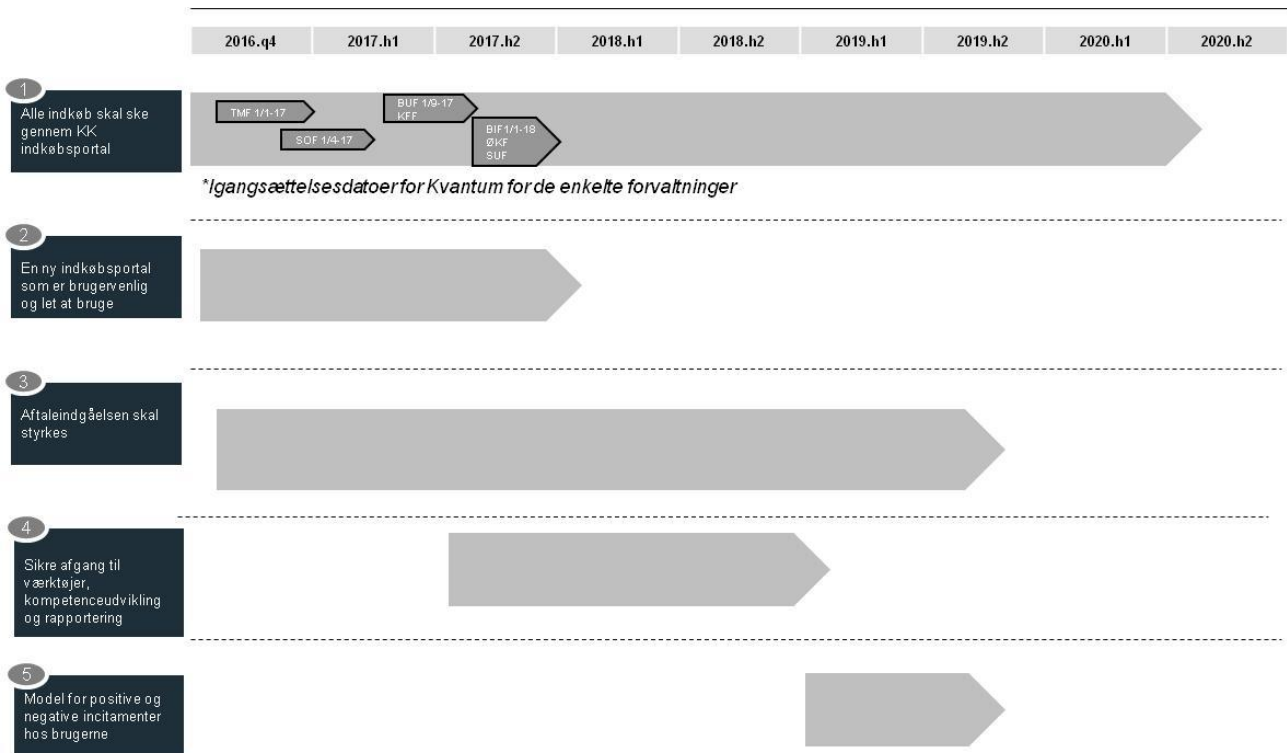 2016.q4 2017.h1 2017.h2 2018.h1 2018.h2 2019.h1 2019.h2 2020.h1 2020.h2
1
Alle indkøb skal ske
gennem KK
indkøbsportal
TMF 1/1-17
SOF 1/4-17
BUF 1/9-17
KFF
BIF1/1-18
ØKF
SUF
*Igangsættelsesdatoer for Kvantum for de enkelte forvaltninger
2
En ny indkøbsportal
som er brugervenlig
og let at bruge
3
Aftaleindgåelsen skal
styrkes
4
Sikre afgang til
værktøjer,
kompetenceudvikling
og rapportering
5
Model for positive og
negative incitamenter
hos brugerne